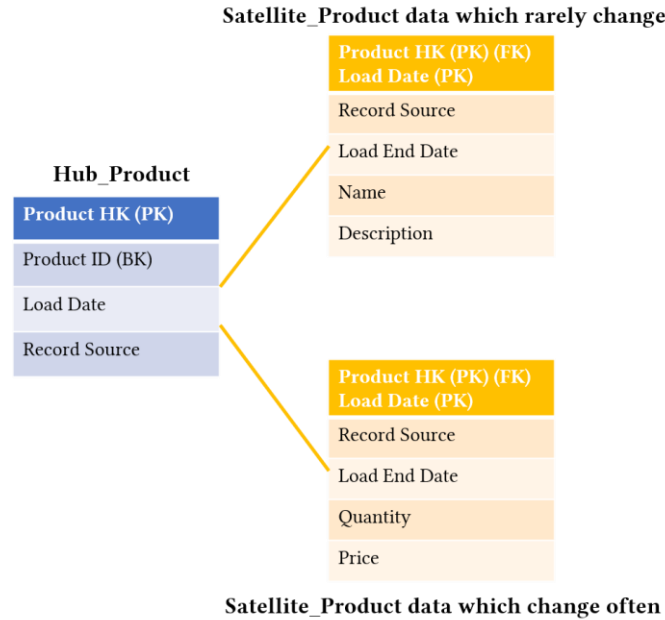 Satellite_Product data which rarely change
Product HK (PK) (FK)
Load Date (PK)
Record Source
Load End Date
Name
Description
Hub_Product
Product HK (PK)
Product ID (BK)
Load Date
Record Source
Product HK (PK) (FK)
Load Date (PK)
Record Source
Load End Date
Quantity
Price
Satellite_Product data which change often